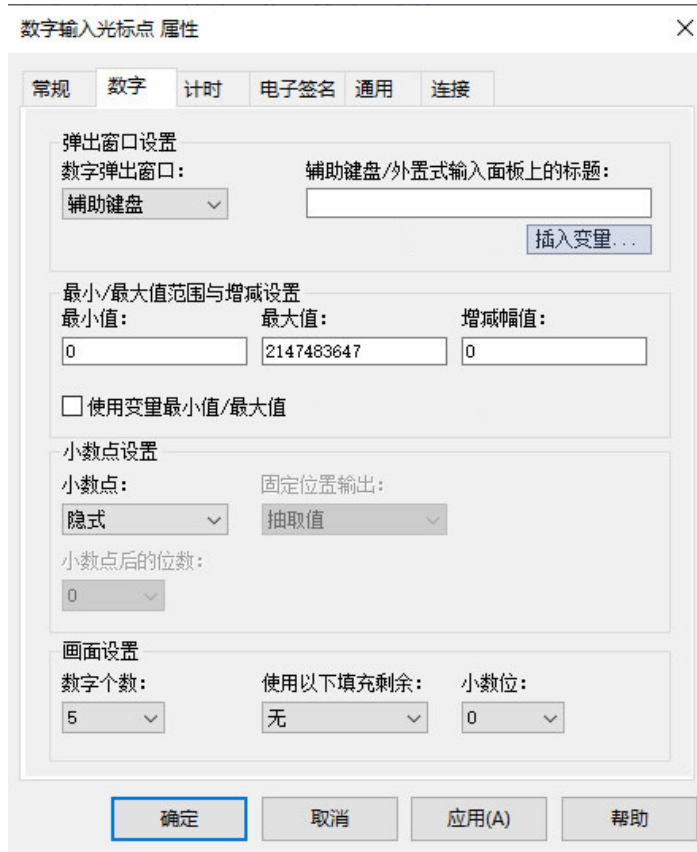 数字输入光标点 属性
常规 数字 计时 电子签名 通用 连接
弹出窗口设置
数字弹出窗口: 辅助键盘/外置式输入面板上的标题:
辅助键盘
插入变量...
最小/最大值范围与增减设置
最小值: 最大值: 增减幅值:
0 2147483647 0
使用变量最小值/最大值
小数点设置
小数点: 固定位置输出:
隐式 抽取值
小数点后的位数:
0
画面设置
数字个数: 使用以下填充剩余: 小数位:
5 无 0
确定 取消 应用(A) 帮助